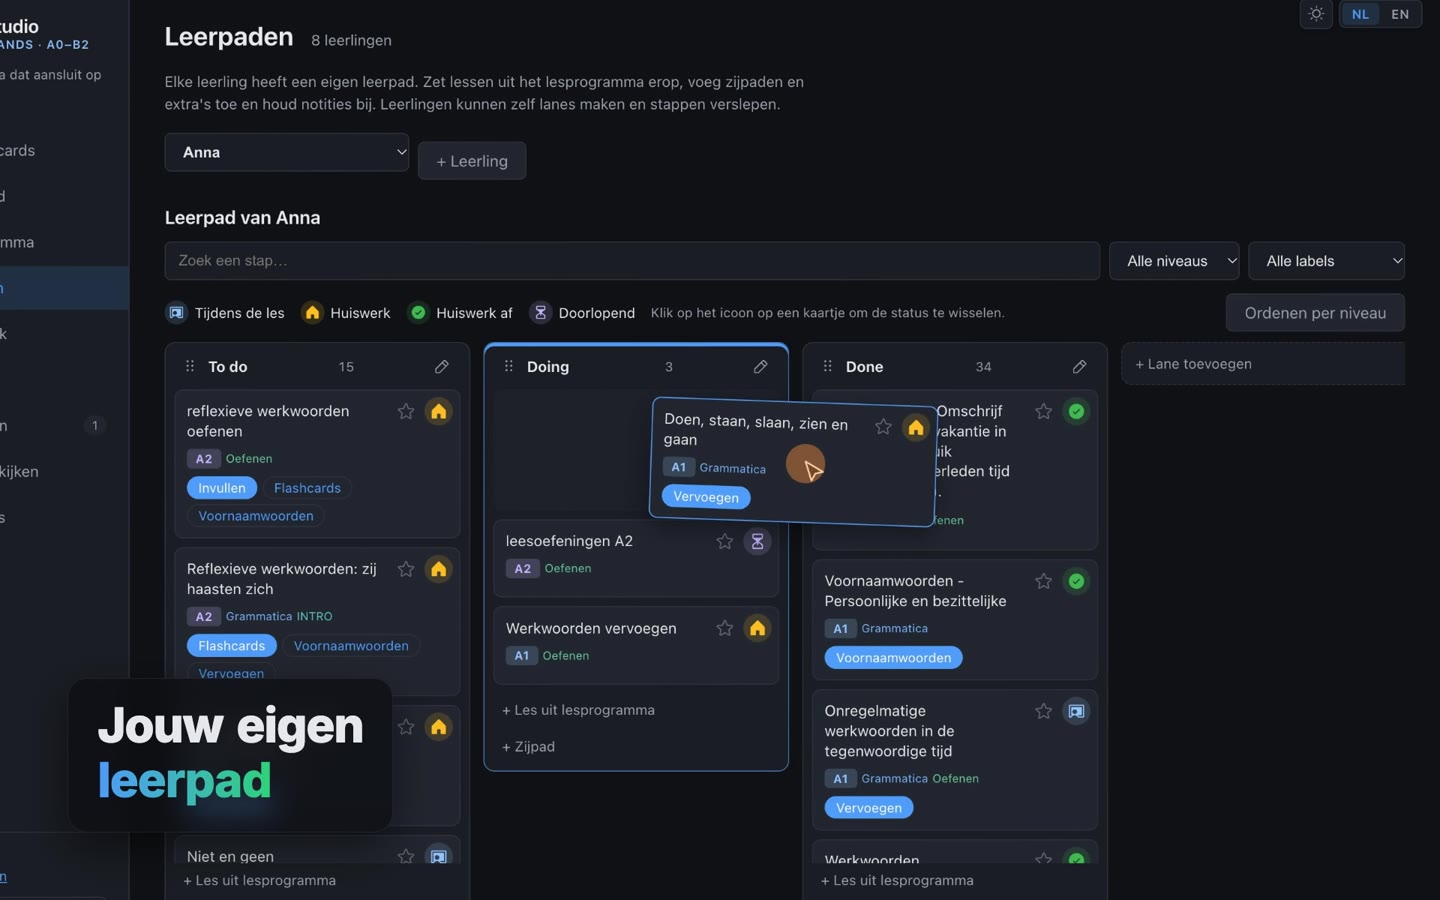 tudio
ANDS · A0–B2
a dat aansluit op
cards
d
mma
n
k
n 1
kijken
s
n
NL EN
Leerpaden 8 leerlingen
Elke leerling heeft een eigen leerpad. Zet lessen uit het lesprogramma erop, voeg zijpaden en
extra's toe en houd notities bij. Leerlingen kunnen zelf lanes maken en stappen verslepen.
Anna
+ Leerling
Leerpad van Anna
Zoek een stap...
Alle niveaus
Alle labels
Tijdens de les Huiswerk Huiswerk af Doorlopend Klik op het icoon op een kaartje om de status te wisselen.
Ordenen per niveau
To do 15
reflexieve werkwoorden
oefenen
A2 Oefenen
Invullen Flashcards
Voornaamwoorden
Reflexieve werkwoorden: zij
haasten zich
A2 Grammatica INTRO
Flashcards Voornaamwoorden
Vervoegen
Niet en geen
+ Les uit lesprogramma
Doing 3
Doen, staan, slaan, zien en
gaan
A1 Grammatica
Vervoegen
leesoefeningen A2
A2 Oefenen
Werkwoorden vervoegen
A1 Oefenen
+ Les uit lesprogramma
+ Zijpad
Done 34
Omschrijf
vakantie in
uik
erleden tijd
.
fenen
Voornaamwoorden -
Persoonlijke en bezittelijke
A1 Grammatica
Voornaamwoorden
Onregelmatige
werkwoorden in de
tegenwoordige tijd
A1 Grammatica Oefenen
Vervoegen
Werkwoorden
+ Les uit lesprogramma
+ Lane toevoegen
Jouw eigen
leerpad